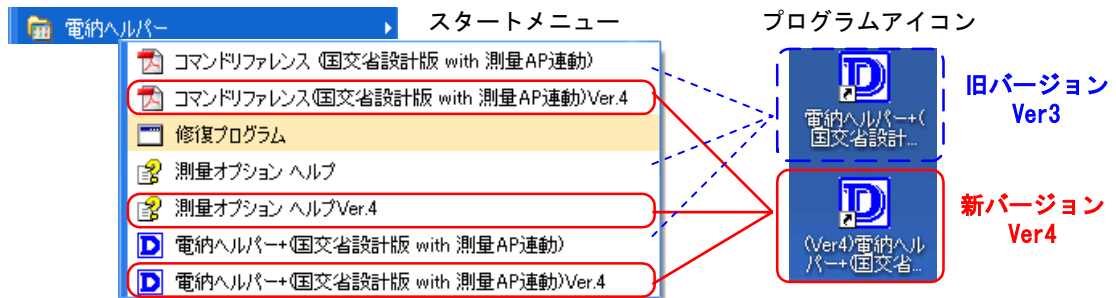 電納ヘルパー
スタートメニュー
プログラムアイコン
コマンドリファレンス (国交省設計版 with 測量AP連動)
コマンドリファレンス(国交省設計版 with 測量AP連動)Ver.4
修復プログラム
測量オプション ヘルプ
測量オプション ヘルプVer.4
電納ヘルパー+(国交省設計版 with 測量AP連動)
電納ヘルパー+(国交省設計版 with 測量AP連動)Ver.4
電納ヘルパー+(
国交省設計...
旧バージョン
Ver3
(Ver4)電納ヘル
パー+(国交省...
新バージョン
Ver4